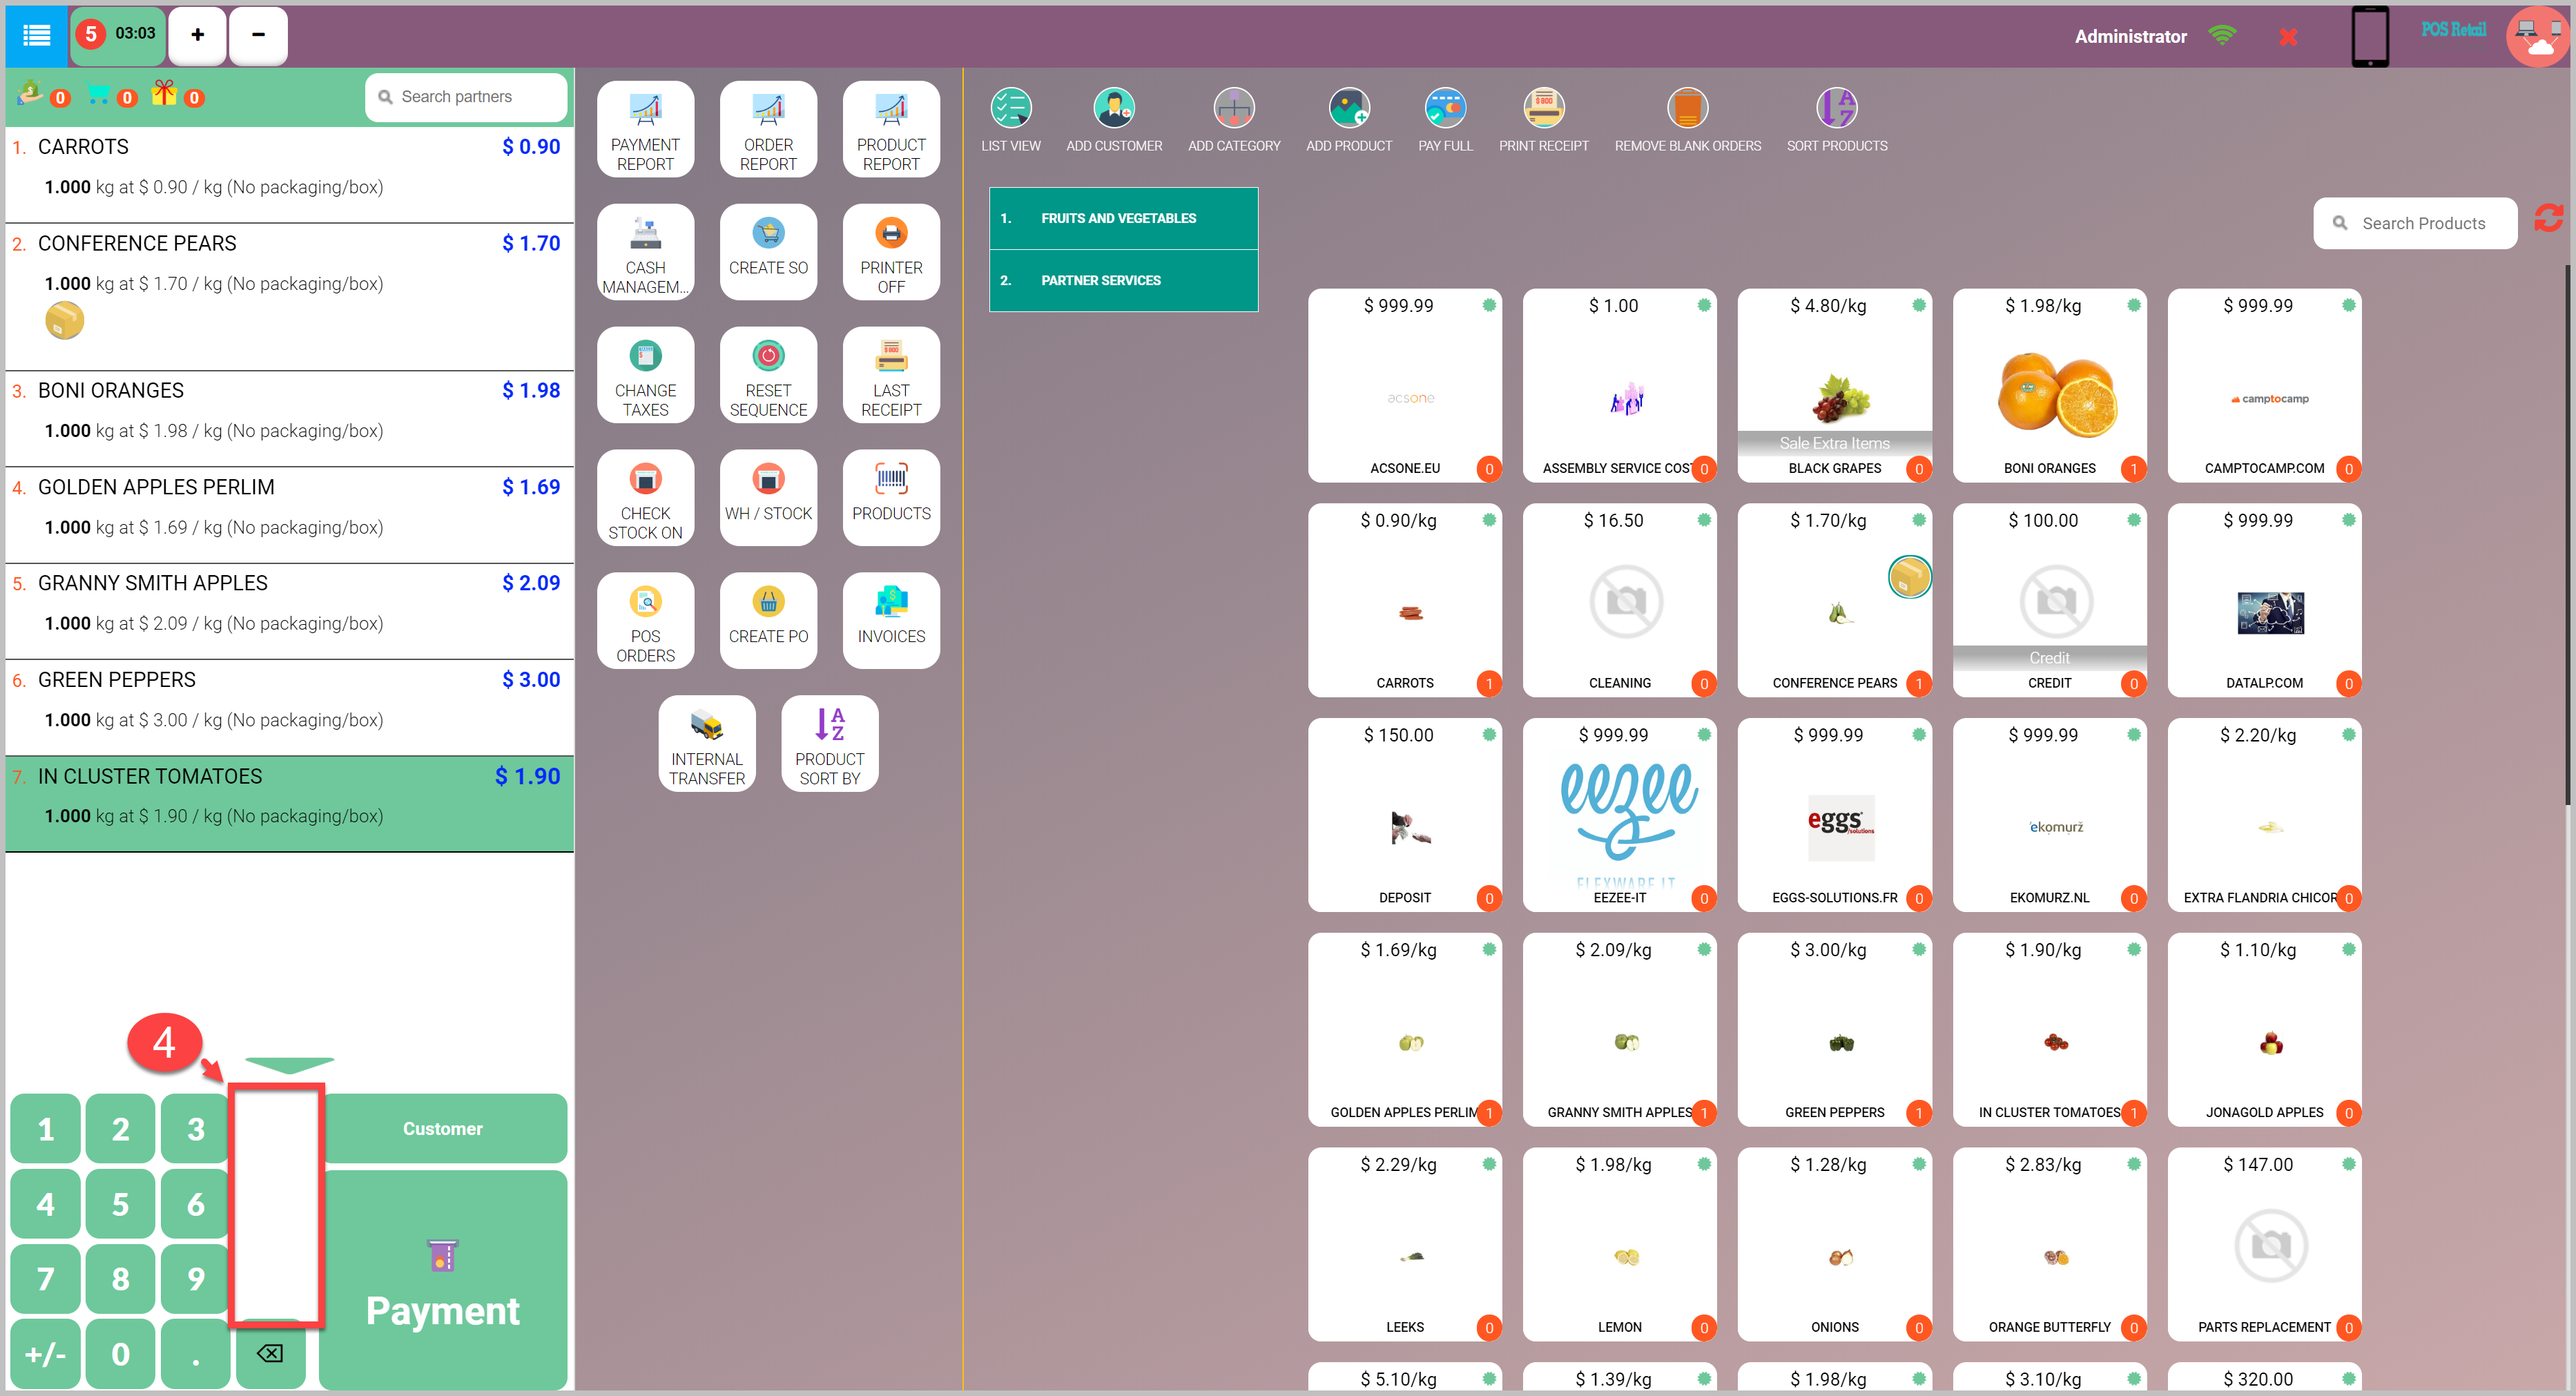 5 03:03 + -
Administrator
POS Retail
0 0 0
Search partners
1. CARROTS $ 0.90
1.000 kg at $ 0.90 / kg (No packaging/box)
2. CONFERENCE PEARS $ 1.70
1.000 kg at $ 1.70 / kg (No packaging/box)
3. BONI ORANGES $ 1.98
1.000 kg at $ 1.98 / kg (No packaging/box)
4. GOLDEN APPLES PERLIM $ 1.69
1.000 kg at $ 1.69 / kg (No packaging/box)
5. GRANNY SMITH APPLES $ 2.09
1.000 kg at $ 2.09 / kg (No packaging/box)
6. GREEN PEPPERS $ 3.00
1.000 kg at $ 3.00 / kg (No packaging/box)
7. IN CLUSTER TOMATOES $ 1.90
1.000 kg at $ 1.90 / kg (No packaging/box)
4
1 2 3
Customer
4 5 6
7 8 9
Payment
+/- 0 .
PAYMENT REPORT
ORDER REPORT
PRODUCT REPORT
CASH MANAGEM...
CREATE SO
PRINTER OFF
CHANGE TAXES
RESET SEQUENCE
LAST RECEIPT
CHECK STOCK ON
WH / STOCK
PRODUCTS
POS ORDERS
CREATE PO
INVOICES
INTERNAL TRANSFER
PRODUCT SORT BY
LIST VIEW
ADD CUSTOMER
ADD CATEGORY
ADD PRODUCT
PAY FULL
PRINT RECEIPT
REMOVE BLANK ORDERS
SORT PRODUCTS
1. FRUITS AND VEGETABLES
2. PARTNER SERVICES
Search Products
$ 999.99
acsone
ACSONE.EU 0
$ 1.00
ASSEMBLY SERVICE COST 0
$ 4.80/kg
Sale Extra Items
BLACK GRAPES 0
$ 1.98/kg
BONI ORANGES 1
$ 999.99
camptocamp
CAMPTOCAMP.COM 0
$ 0.90/kg
CARROTS 1
$ 16.50
CLEANING 0
$ 1.70/kg
CONFERENCE PEARS 1
$ 100.00
Credit
CREDIT 0
$ 999.99
DATALP.COM 0
$ 150.00
DEPOSIT 0
$ 999.99
eezee
FLEXWARE IT
EEZEE-IT 0
$ 999.99
eggs
solutions
EGGS-SOLUTIONS.FR 0
$ 999.99
ekomurz
EKOMURZ.NL 0
$ 2.20/kg
EXTRA FLANDRIA CHICOR 0
$ 1.69/kg
GOLDEN APPLES PERLIM 1
$ 2.09/kg
GRANNY SMITH APPLES 1
$ 3.00/kg
GREEN PEPPERS 1
$ 1.90/kg
IN CLUSTER TOMATOES 1
$ 1.10/kg
JONAGOLD APPLES 0
$ 2.29/kg
LEEKS 0
$ 1.98/kg
LEMON 0
$ 1.28/kg
ONIONS 0
$ 2.83/kg
ORANGE BUTTERFLY 0
$ 147.00
PARTS REPLACEMENT 0
$ 5.10/kg
$ 1.39/kg
$ 1.98/kg
$ 3.10/kg
$ 320.00